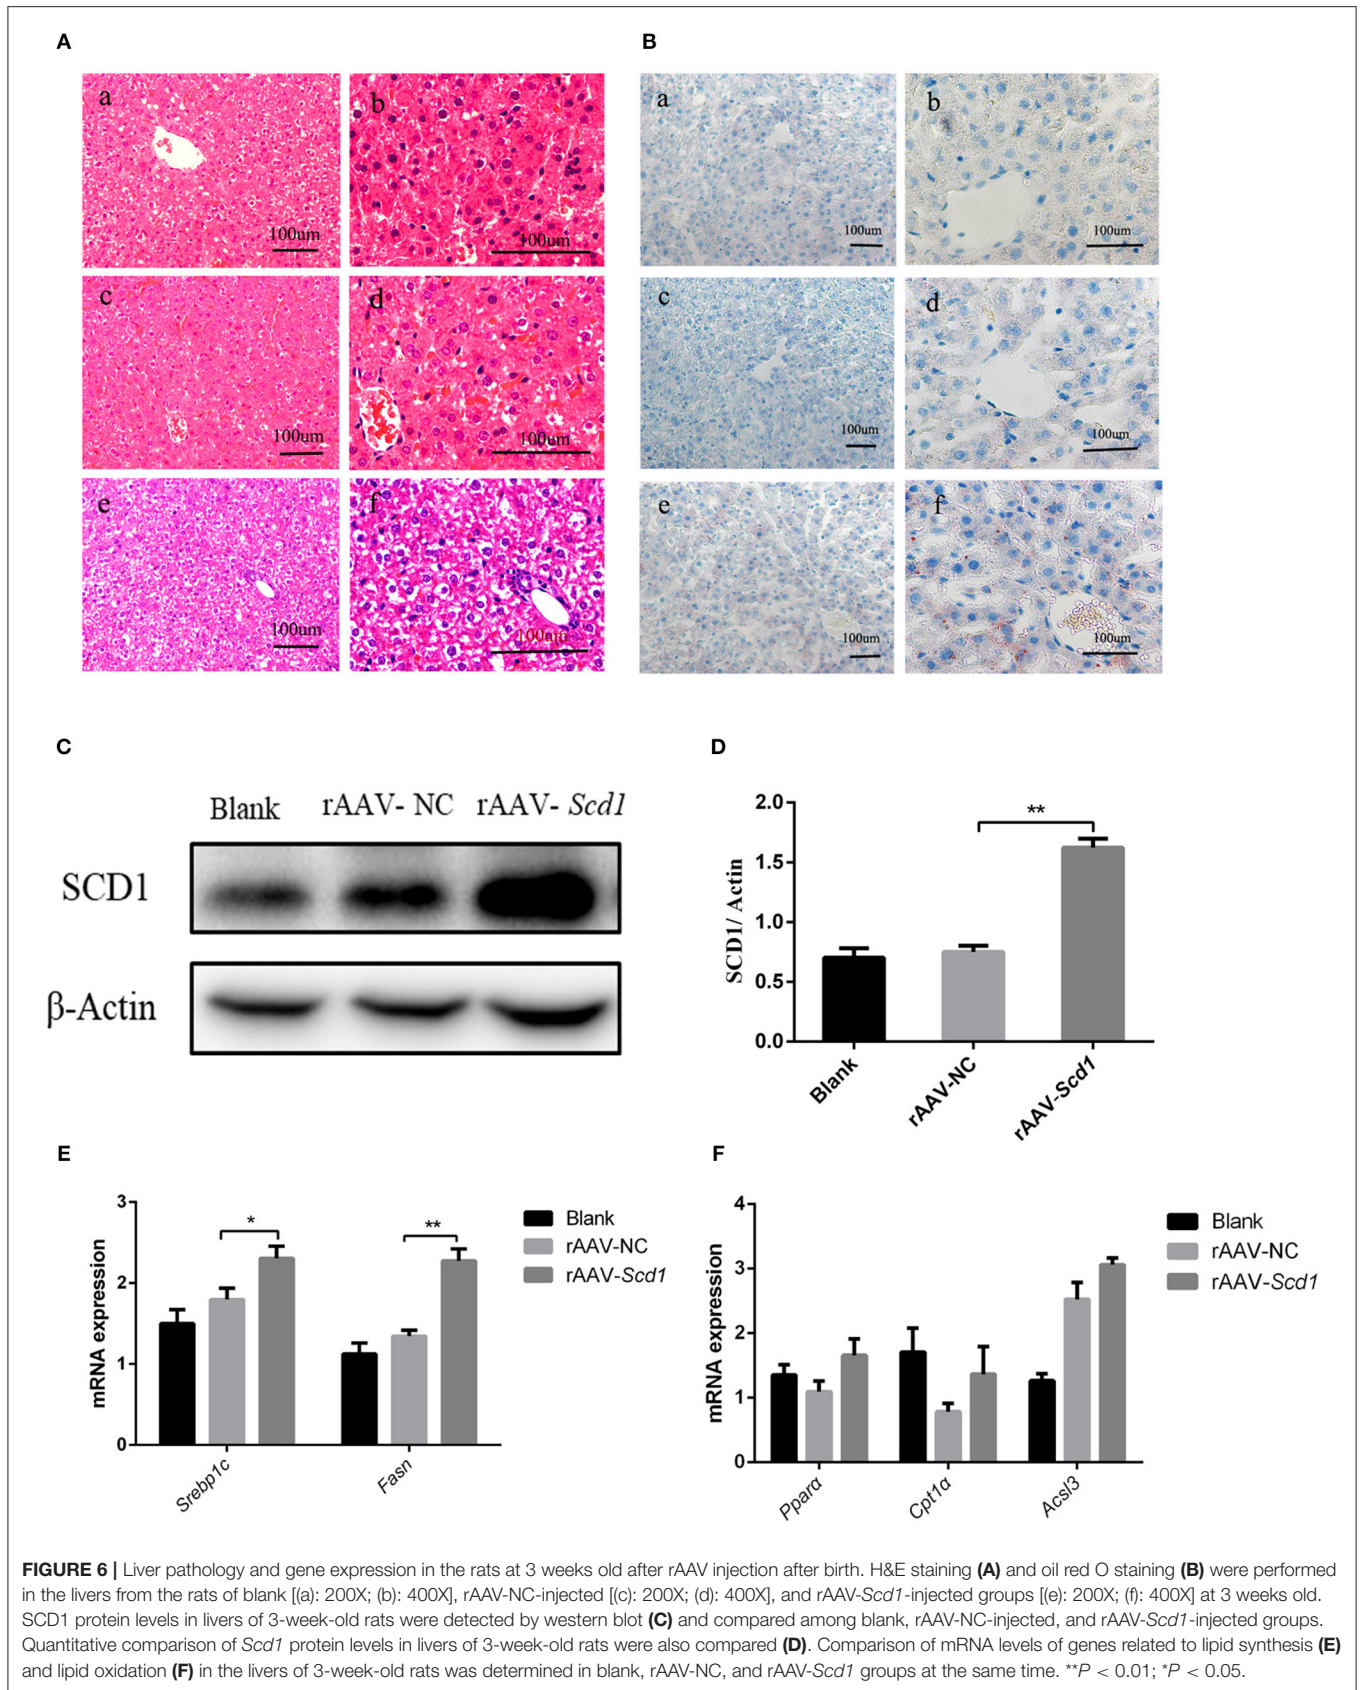 A
B
a
100um
b
100um
a
100um
b
100um
c
100um
d
100um
c
100um
d
100um
e
100um
f
100um
e
100um
f
100um
C
Blank rAAV- NC rAAV- Scd1
SCD1
β-Actin
D
2.0
1.5
1.0
0.5
0.0
SCD1/ Actin
**
Blank
rAAV-NC
rAAV-Scd1
E
3
2
1
0
mRNA expression
*
**
Srebp1c
Fasn
Blank
rAAV-NC
rAAV-Scd1
F
4
3
2
1
0
mRNA expression
Pparα
Cpt1α
Acsl3
Blank
rAAV-NC
rAAV-Scd1
FIGURE 6 | Liver pathology and gene expression in the rats at 3 weeks old after rAAV injection after birth. H&E staining (A) and oil red O staining (B) were performed
in the livers from the rats of blank [(a): 200X; (b): 400X], rAAV-NC-injected [(c): 200X; (d): 400X], and rAAV-Scd1-injected groups [(e): 200X; (f): 400X] at 3 weeks old.
SCD1 protein levels in livers of 3-week-old rats were detected by western blot (C) and compared among blank, rAAV-NC-injected, and rAAV-Scd1-injected groups.
Quantitative comparison of Scd1 protein levels in livers of 3-week-old rats were also compared (D). Comparison of mRNA levels of genes related to lipid synthesis (E)
and lipid oxidation (F) in the livers of 3-week-old rats was determined in blank, rAAV-NC, and rAAV-Scd1 groups at the same time. **P < 0.01; *P < 0.05.